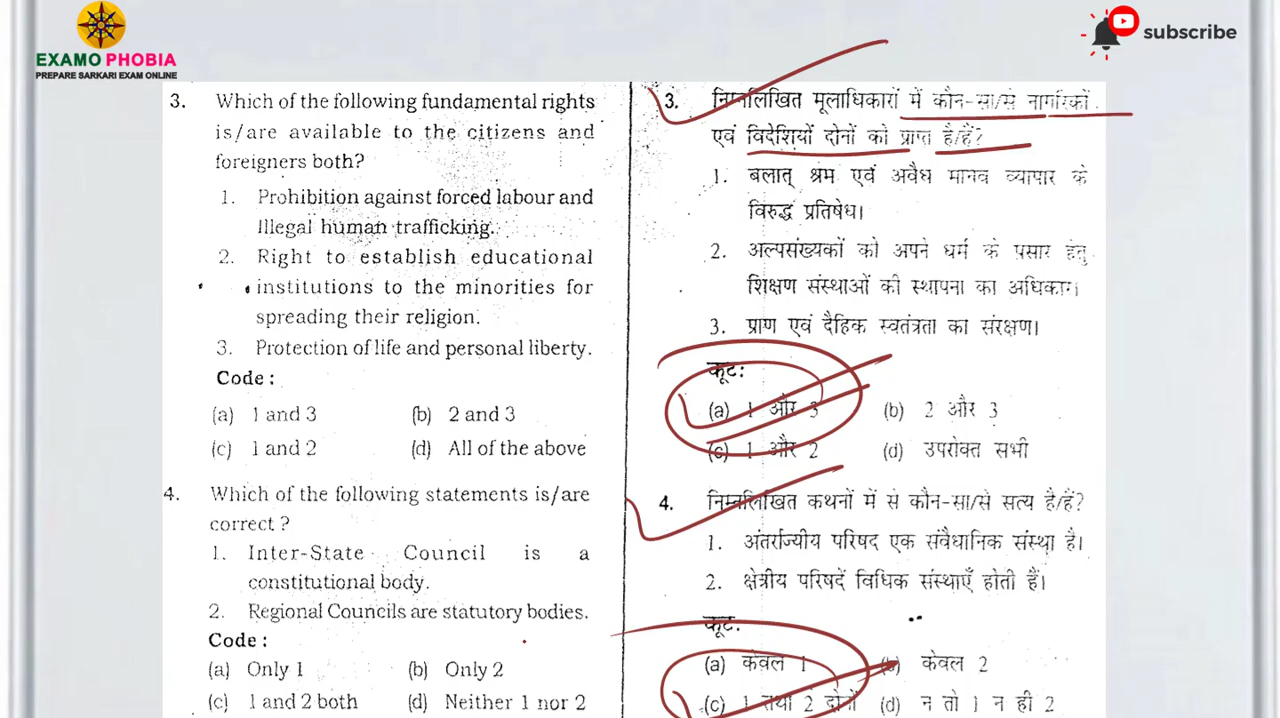 EXAMO PHOBIA
PREPARE SARKARI EXAM ONLINE
subscribe
3. Which of the following fundamental rights
is/are available to the citizens and
foreigners both?
1. Prohibition against forced labour and
Illegal human trafficking.
2. Right to establish educational
institutions to the minorities for
spreading their religion.
3. Protection of life and personal liberty.
Code :
(a) 1 and 3 (b) 2 and 3
(c) 1 and 2 (d) All of the above
4. Which of the following statements is/are
correct ?
1. Inter-State Council is a
constitutional body.
2. Regional Councils are statutory bodies.
Code :
(a) Only 1 (b) Only 2
(c) 1 and 2 both (d) Neither 1 nor 2
3. निम्नलिखित मूलाधिकारों में कौन-सा/से नागरिकों
एवं विदेशियों दोनों को प्राप्त है/हैं?
1. बलात् श्रम एवं अवैध मानव व्यापार के
विरुद्ध प्रतिषेध।
2. अल्पसंख्यकों को अपने धर्म के प्रसार हेतु
शिक्षण संस्थाओं की स्थापना का अधिकार।
3. प्राण एवं दैहिक स्वतंत्रता का संरक्षण।
कूट:
(a) 1 और 3 (b) 2 और 3
(c) 1 और 2 (d) उपरोक्त सभी
4. निम्नलिखित कथनों में से कौन-सा/से सत्य है/हैं?
1. अंतर्राज्यीय परिषद एक संवैधानिक संस्था है।
2. क्षेत्रीय परिषदें विधिक संस्थाएँ होती हैं।
कूट:
(a) केवल 1 (b) केवल 2
(c) 1 तथा 2 दोनों (d) न तो 1 न ही 2